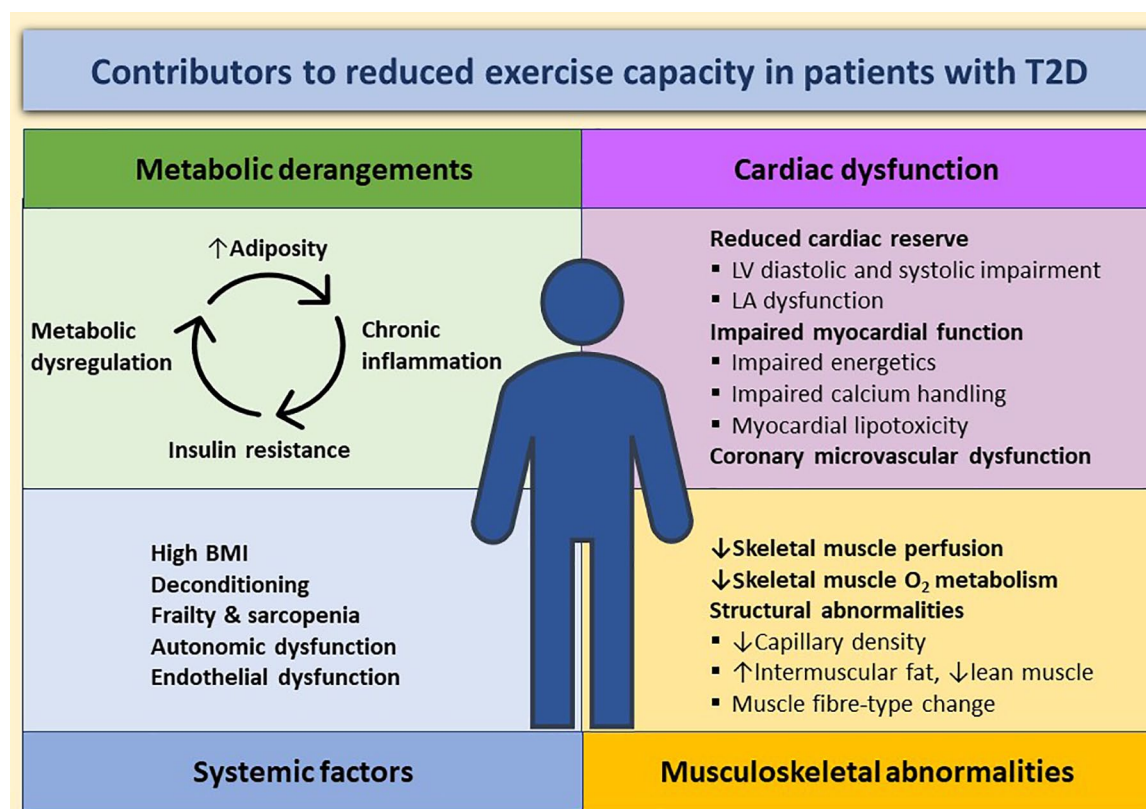 Contributors to reduced exercise capacity in patients with T2D
Metabolic derangements
↑Adiposity
Metabolic
dysregulation
Chronic
inflammation
Insulin resistance
Cardiac dysfunction
Reduced cardiac reserve
▪ LV diastolic and systolic impairment
▪ LA dysfunction
Impaired myocardial function
▪ Impaired energetics
▪ Impaired calcium handling
▪ Myocardial lipotoxicity
Coronary microvascular dysfunction
High BMI
Deconditioning
Frailty & sarcopenia
Autonomic dysfunction
Endothelial dysfunction
Systemic factors
↓Skeletal muscle perfusion
↓Skeletal muscle O₂ metabolism
Structural abnormalities
▪ ↓Capillary density
▪ ↑Intermuscular fat, ↓lean muscle
▪ Muscle fibre-type change
Musculoskeletal abnormalities